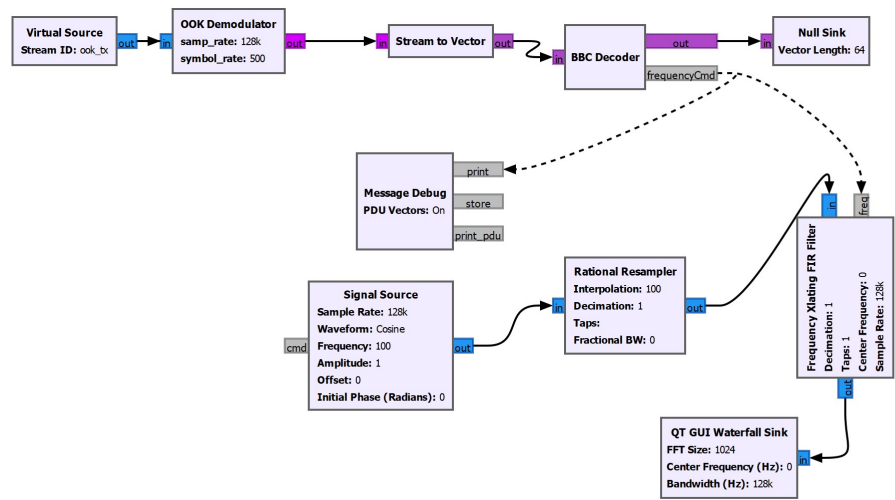 Virtual Source
Stream ID: ook_tx
out
in
OOK Demodulator
samp_rate: 128k
symbol_rate: 500
out
in
Stream to Vector
out
in
BBC Decoder
out
frequencyCmd
in
Null Sink
Vector Length: 64
Message Debug
PDU Vectors: On
print
store
print_pdu
cmd
Signal Source
Sample Rate: 128k
Waveform: Cosine
Frequency: 100
Amplitude: 1
Offset: 0
Initial Phase (Radians): 0
out
in
Rational Resampler
Interpolation: 100
Decimation: 1
Taps:
Fractional BW: 0
out
in
freq
Frequency Xlating FIR Filter
Decimation: 1
Taps: 1
Center Frequency: 0
Sample Rate: 128k
out
QT GUI Waterfall Sink
FFT Size: 1024
Center Frequency (Hz): 0
Bandwidth (Hz): 128k
in